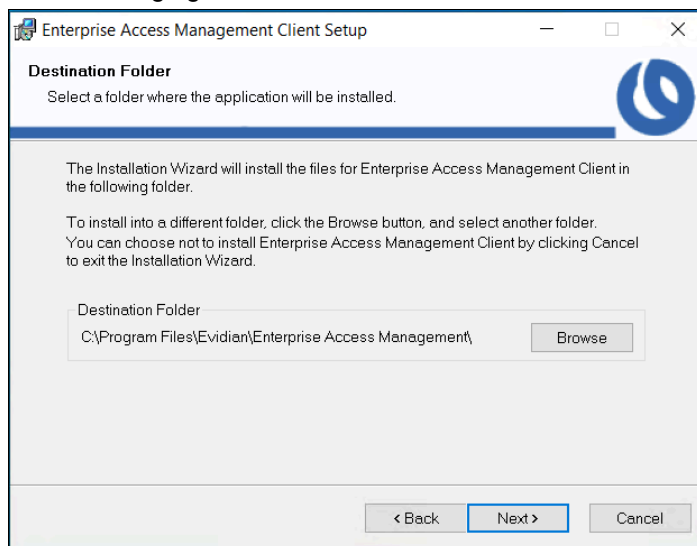 Enterprise Access Management Client Setup
Destination Folder
Select a folder where the application will be installed.
The Installation Wizard will install the files for Enterprise Access Management Client in
the following folder.
To install into a different folder, click the Browse button, and select another folder.
You can choose not to install Enterprise Access Management Client by clicking Cancel
to exit the Installation Wizard.
Destination Folder
C:\Program Files\Evidian\Enterprise Access Management\
Browse
< Back
Next >
Cancel